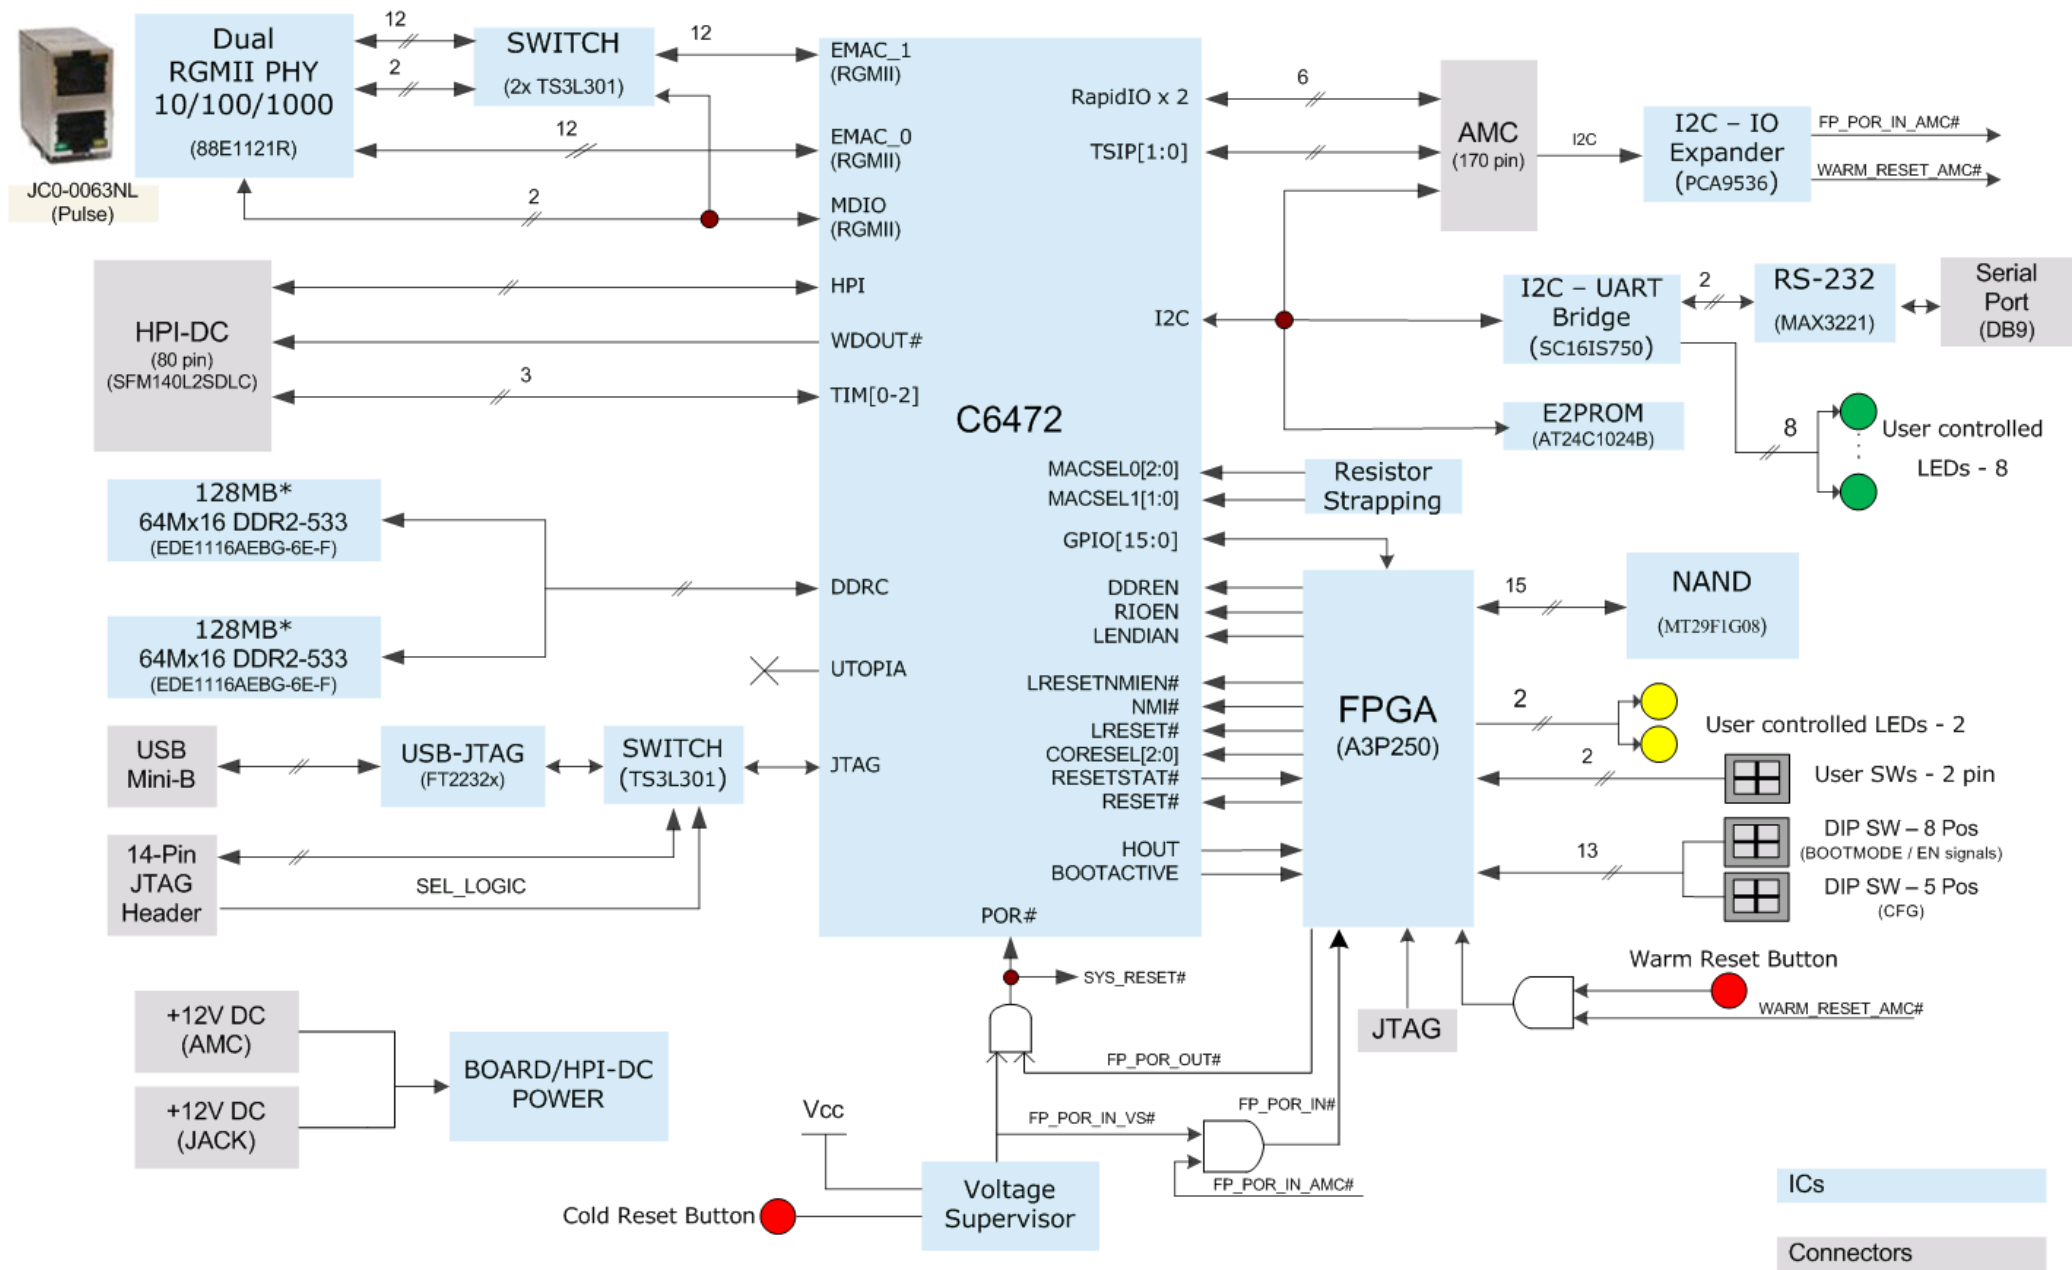 Dual
RGMII PHY
10/100/1000
(88E1121R)
12
2
SWITCH
(2x TS3L301)
12
12
2
JC0-0063NL
(Pulse)
EMAC_1
(RGMII)
EMAC_0
(RGMII)
MDIO
(RGMII)
HPI
WDOUT#
TIM[0-2]
3
HPI-DC
(80 pin)
(SFM140L2SDLC)
C6472
128MB*
64Mx16 DDR2-533
(EDE1116AEBG-6E-F)
128MB*
64Mx16 DDR2-533
(EDE1116AEBG-6E-F)
DDRC
UTOPIA
JTAG
USB
Mini-B
USB-JTAG
(FT2232x)
SWITCH
(TS3L301)
14-Pin
JTAG
Header
SEL_LOGIC
+12V DC
(AMC)
+12V DC
(JACK)
BOARD/HPI-DC
POWER
RapidIO x 2
TSIP[1:0]
6
AMC
(170 pin)
I2C
I2C – IO
Expander
(PCA9536)
FP_POR_IN_AMC#
WARM_RESET_AMC#
I2C
I2C – UART
Bridge
(SC16IS750)
2
RS-232
(MAX3221)
Serial
Port
(DB9)
E2PROM
(AT24C1024B)
8
User controlled
LEDs - 8
MACSEL0[2:0]
MACSEL1[1:0]
Resistor
Strapping
GPIO[15:0]
DDREN
RIOEN
LENDIAN
LRESETNMIEN#
NMI#
LRESET#
CORESEL[2:0]
RESETSTAT#
RESET#
HOUT
BOOTACTIVE
POR#
FPGA
(A3P250)
15
NAND
(MT29F1G08)
2
User controlled LEDs - 2
2
User SWs - 2 pin
13
DIP SW – 8 Pos
(BOOTMODE / EN signals)
DIP SW – 5 Pos
(CFG)
Warm Reset Button
WARM_RESET_AMC#
JTAG
SYS_RESET#
FP_POR_OUT#
FP_POR_IN#
FP_POR_IN_VS#
FP_POR_IN_AMC#
Vcc
Voltage
Supervisor
Cold Reset Button
ICs
Connectors